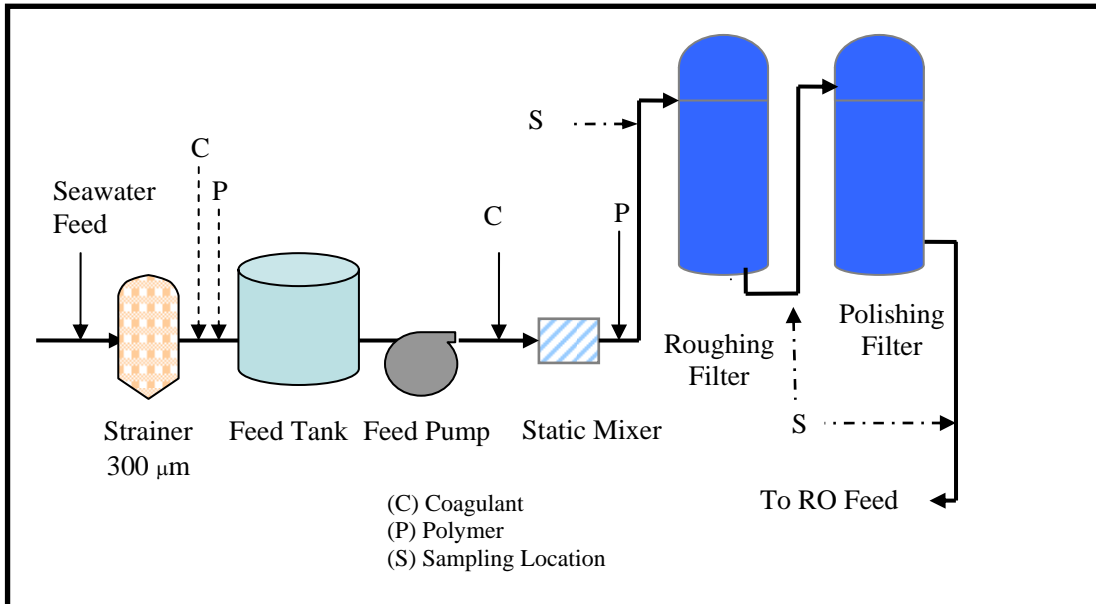 Seawater
Feed
C
P
C
P
S
Roughing
Filter
Polishing
Filter
S
Strainer
300 μm
Feed Tank
Feed Pump
Static Mixer
To RO Feed
(C) Coagulant
(P) Polymer
(S) Sampling Location